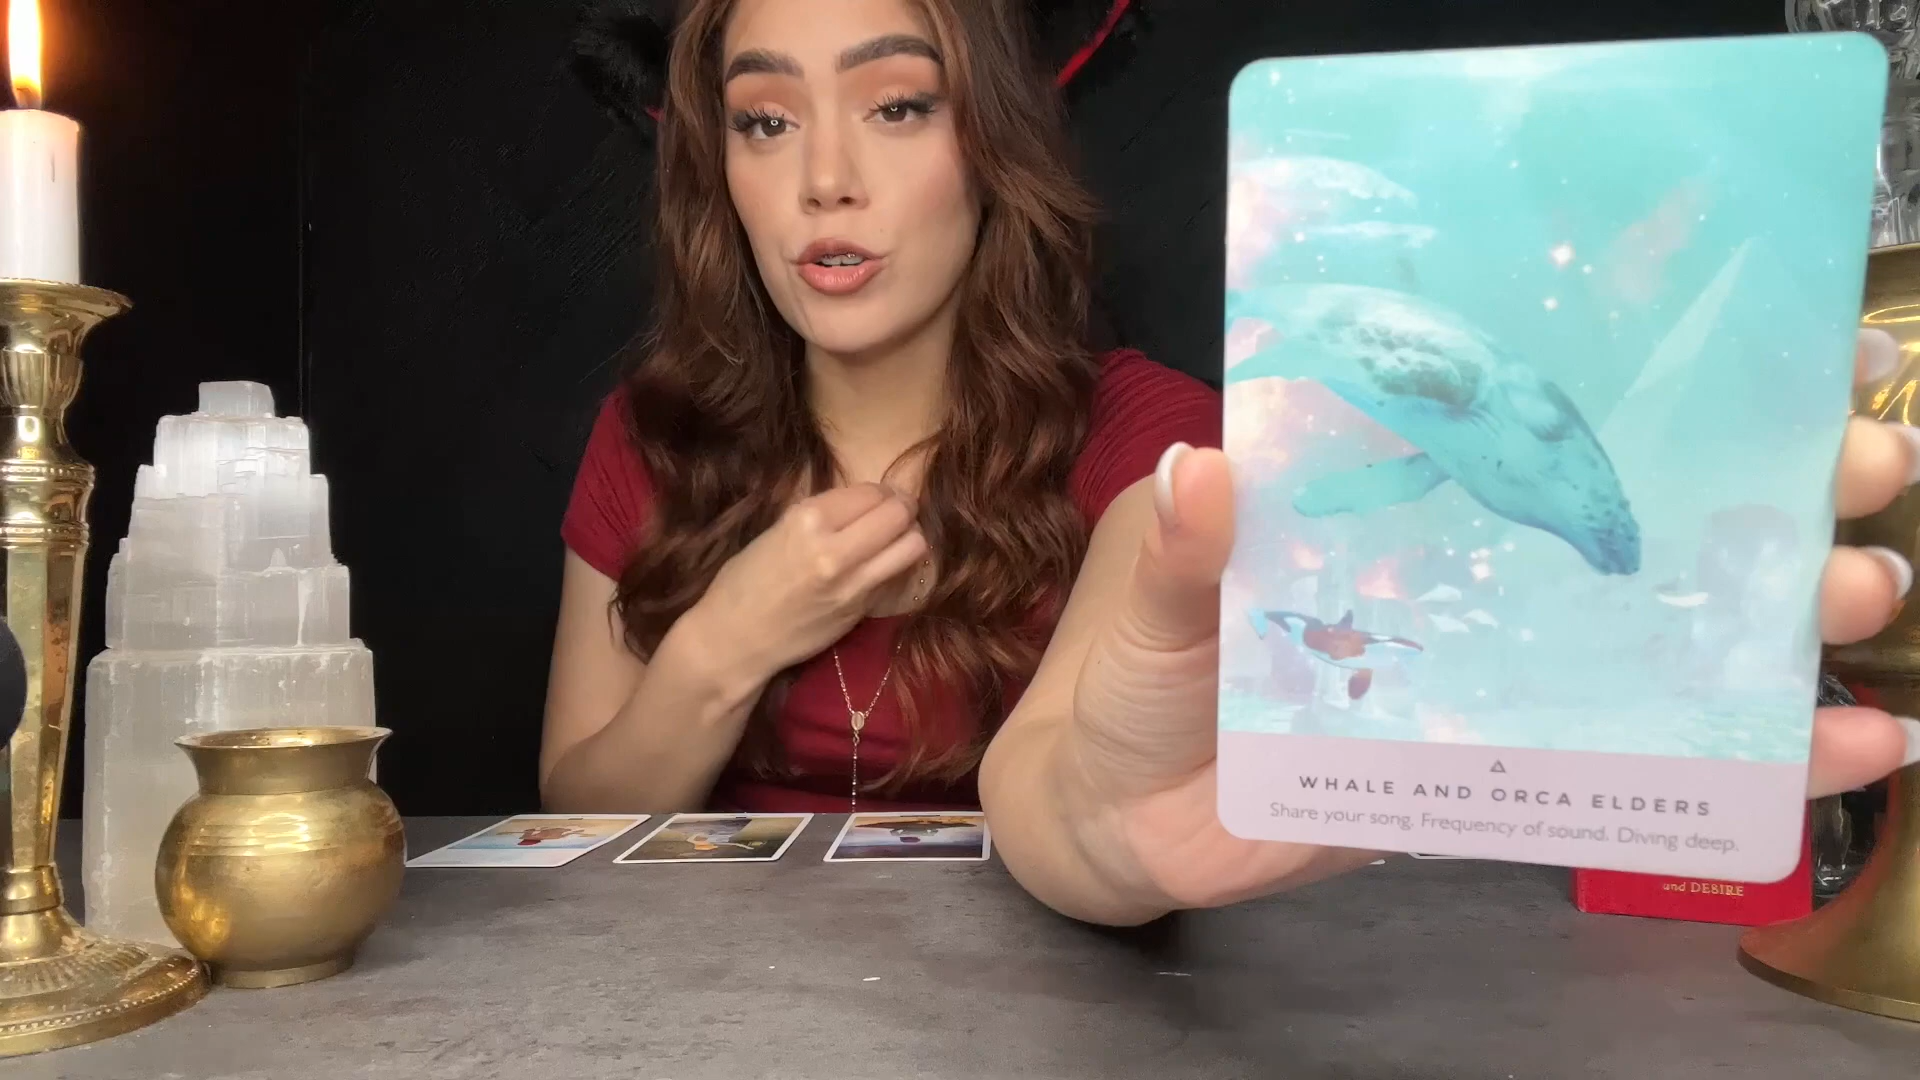 WHALE AND ORCA ELDERS
Share your song. Frequency of sound. Diving deep.
and DESIRE